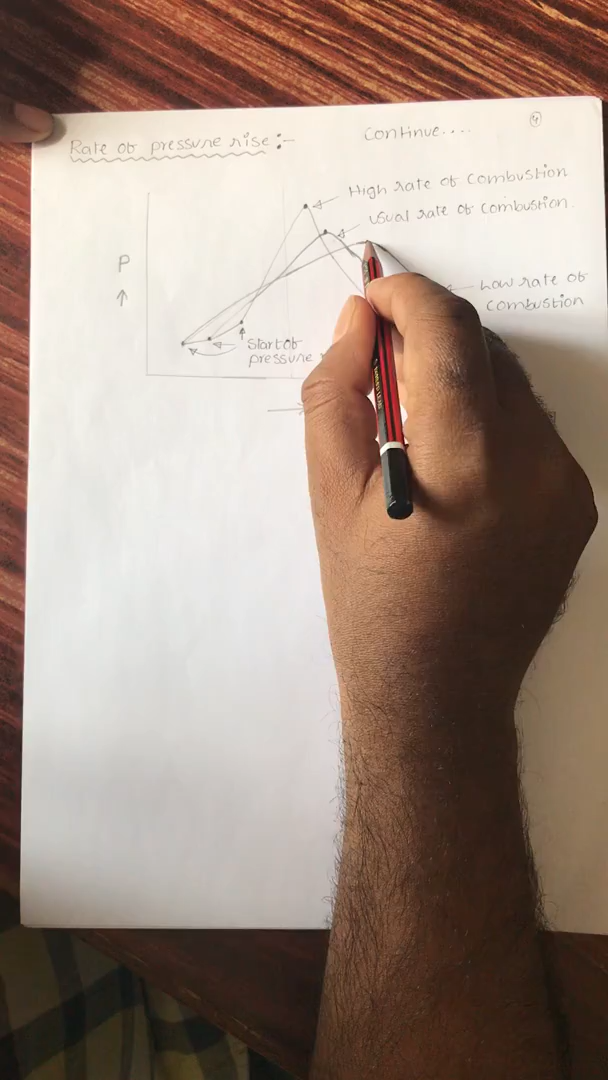 Rate of pressure rise :-
Continue....
4
High rate of Combustion
usual rate of Combustion.
P
Low rate of
Combustion
Start of
pressure